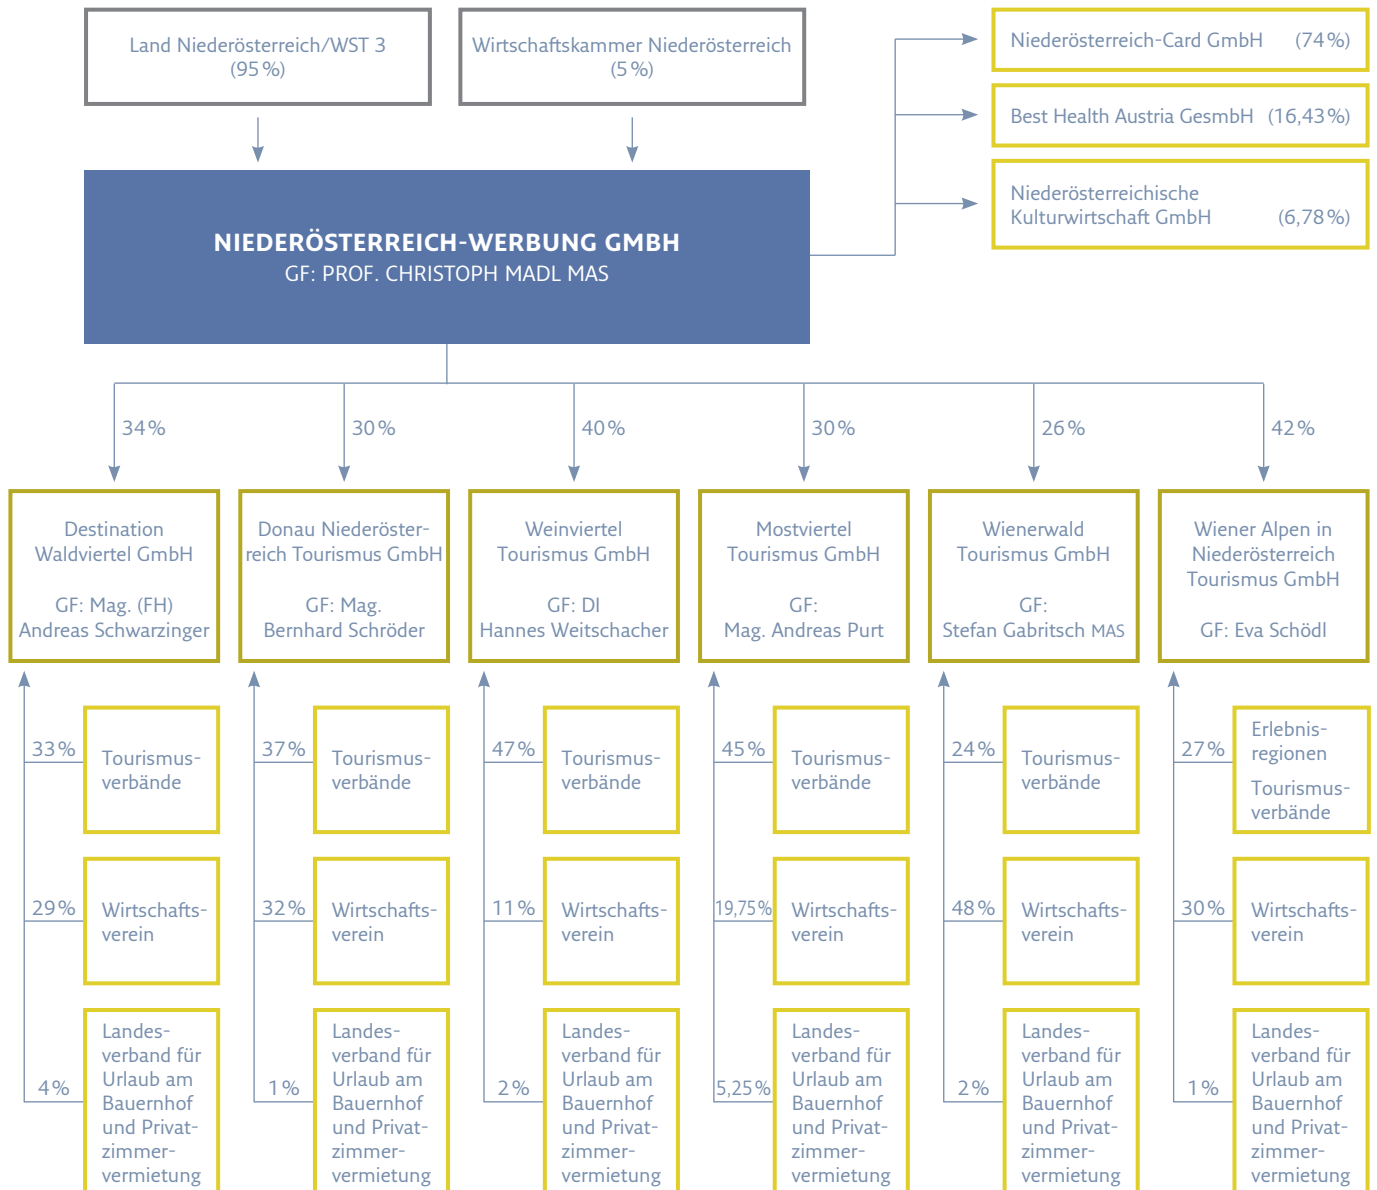 Land Niederösterreich/WST 3
(95 %)
Wirtschaftskammer Niederösterreich
(5 %)
Niederösterreich-Card GmbH (74 %)
Best Health Austria GesmbH (16,43 %)
Niederösterreichische
Kulturwirtschaft GmbH (6,78 %)
NIEDERÖSTERREICH-WERBUNG GMBH
GF: PROF. CHRISTOPH MADL MAS
34 %
30 %
40 %
30 %
26 %
42 %
Destination
Waldviertel GmbH
GF: Mag. (FH)
Andreas Schwarzinger
Donau Niederöster-
reich Tourismus GmbH
GF: Mag.
Bernhard Schröder
Weinviertel
Tourismus GmbH
GF: DI
Hannes Weitschacher
Mostviertel
Tourismus GmbH
GF:
Mag. Andreas Purt
Wienerwald
Tourismus GmbH
GF:
Stefan Gabritsch MAS
Wiener Alpen in
Niederösterreich
Tourismus GmbH
GF: Eva Schödl
33 %
Tourismus-
verbände
37 %
Tourismus-
verbände
47 %
Tourismus-
verbände
45 %
Tourismus-
verbände
24 %
Tourismus-
verbände
27 %
Erlebnis-
regionen
Tourismus-
verbände
29 %
Wirtschafts-
verein
32 %
Wirtschafts-
verein
11 %
Wirtschafts-
verein
19,75 %
Wirtschafts-
verein
48 %
Wirtschafts-
verein
30 %
Wirtschafts-
verein
4 %
Landes-
verband für
Urlaub am
Bauernhof
und Privat-
zimmer-
vermietung
1 %
Landes-
verband für
Urlaub am
Bauernhof
und Privat-
zimmer-
vermietung
2 %
Landes-
verband für
Urlaub am
Bauernhof
und Privat-
zimmer-
vermietung
5,25 %
Landes-
verband für
Urlaub am
Bauernhof
und Privat-
zimmer-
vermietung
2 %
Landes-
verband für
Urlaub am
Bauernhof
und Privat-
zimmer-
vermietung
1 %
Landes-
verband für
Urlaub am
Bauernhof
und Privat-
zimmer-
vermietung